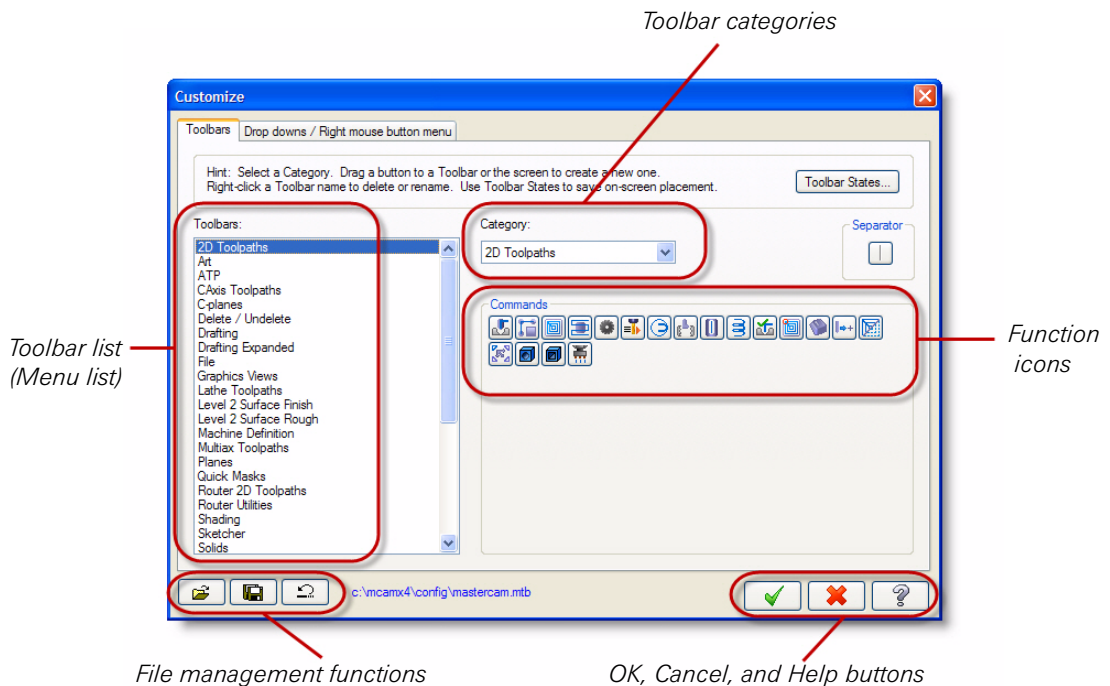 Toolbar categories
Customize
Toolbars
Drop downs / Right mouse button menu
Hint: Select a Category. Drag a button to a Toolbar or the screen to create a new one.
Right-click a Toolbar name to delete or rename. Use Toolbar States to save on-screen placement.
Toolbar States...
Toolbars:
2D Toolpaths
Art
ATP
CAxis Toolpaths
C-planes
Delete / Undelete
Drafting
Drafting Expanded
File
Graphics Views
Lathe Toolpaths
Level 2 Surface Finish
Level 2 Surface Rough
Machine Definition
Multiax Toolpaths
Planes
Quick Masks
Router 2D Toolpaths
Router Utilities
Shading
Sketcher
Solids
Category:
2D Toolpaths
Separator
Commands
Toolbar list
(Menu list)
Function
icons
c:\mcamx4\config\mastercam.mtb
File management functions
OK, Cancel, and Help buttons